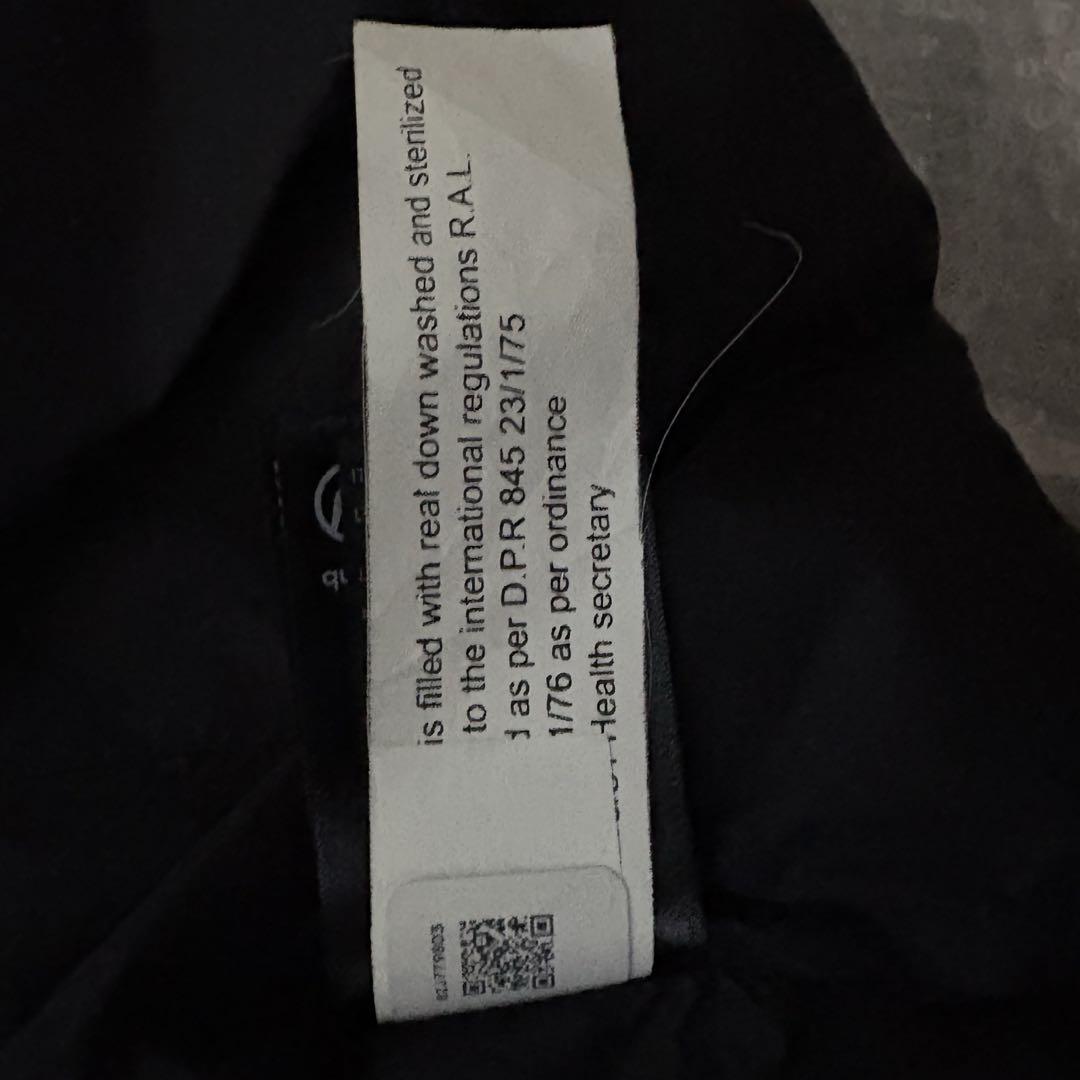 is filled with real down washed and sterilized
to the international regulations R.A.L.
as per D.P.R 845 23/1/75
1/76 as per ordinance
Health secretary